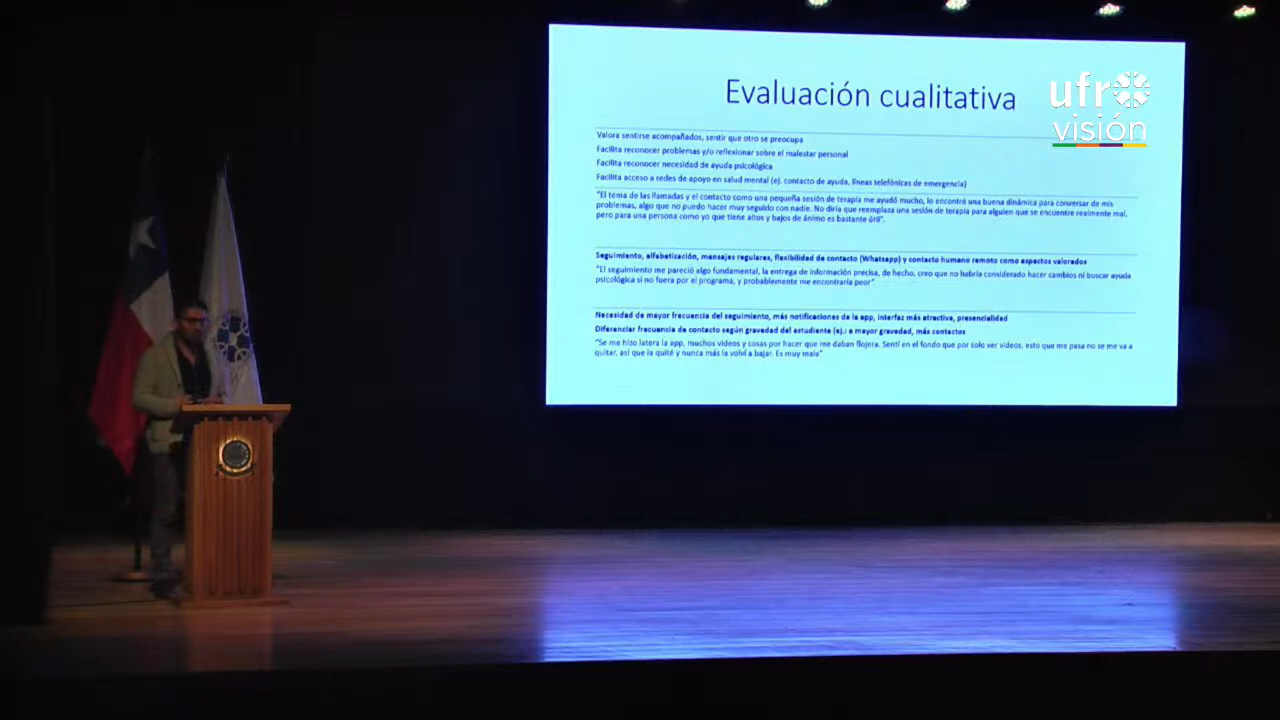 Evaluación cualitativa
ufro
visión
Valora sentirse acompañados, sentir que otro se preocupa
Facilita reconocer problemas y/o reflexionar sobre el malestar personal
Facilita reconocer necesidad de ayuda psicológica
Facilita acceso a redes de apoyo en salud mental (ej. contacto de ayuda, líneas telefónicas de emergencia)
"El tema de las llamadas y el contacto como una pequeña sesión de terapia me ayudó mucho, lo encontré una buena dinámica para conversar de mis
problemas, algo que no puedo hacer muy seguido con nadie. No diría que reemplaza una sesión de terapia para alguien que se encuentre realmente mal,
pero para una persona como yo que tiene altos y bajos de ánimo es bastante útil".
Seguimiento, alfabetización, mensajes regulares, flexibilidad de contacto (Whatsapp) y contacto humano remoto como aspectos valorados
"El seguimiento me pareció algo fundamental, la entrega de información precisa, de hecho, creo que no habría considerado hacer cambios ni buscar ayuda
psicológica si no fuera por el programa, y probablemente me encontraría peor"
Necesidad de mayor frecuencia del seguimiento, más notificaciones de la app, interfaz más atractiva, presencialidad
Diferenciar frecuencia de contacto según gravedad del estudiante (ej.: a mayor gravedad, más contactos
"Se me hizo latera la app, muchos videos y cosas por hacer que me daban flojera. Sentí en el fondo que por solo ver videos, esto que me pasa no se me va a
quitar, así que la quité y nunca más la volví a bajar. Es muy mala"